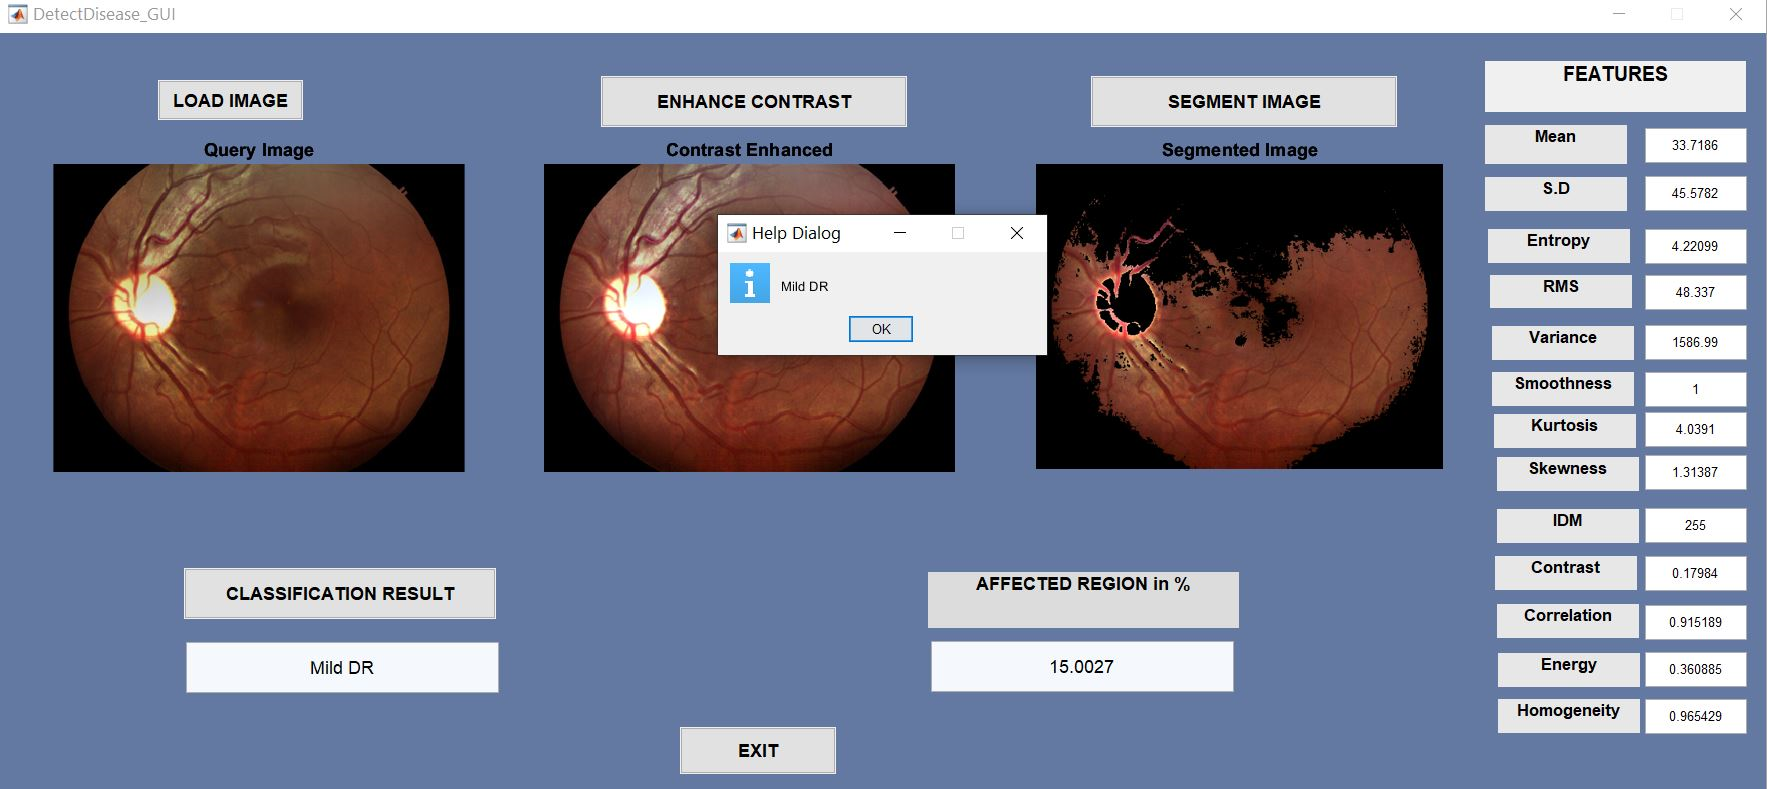 DetectDisease_GUI
LOAD IMAGE
ENHANCE CONTRAST
SEGMENT IMAGE
FEATURES
Query Image
Contrast Enhanced
Segmented Image
Help Dialog
Mild DR
OK
Mean 33.7186
S.D 45.5782
Entropy 4.22099
RMS 48.337
Variance 1586.99
Smoothness 1
Kurtosis 4.0391
Skewness 1.31387
IDM 255
Contrast 0.17984
Correlation 0.915189
Energy 0.360885
Homogeneity 0.965429
CLASSIFICATION RESULT
Mild DR
AFFECTED REGION in %
15.0027
EXIT